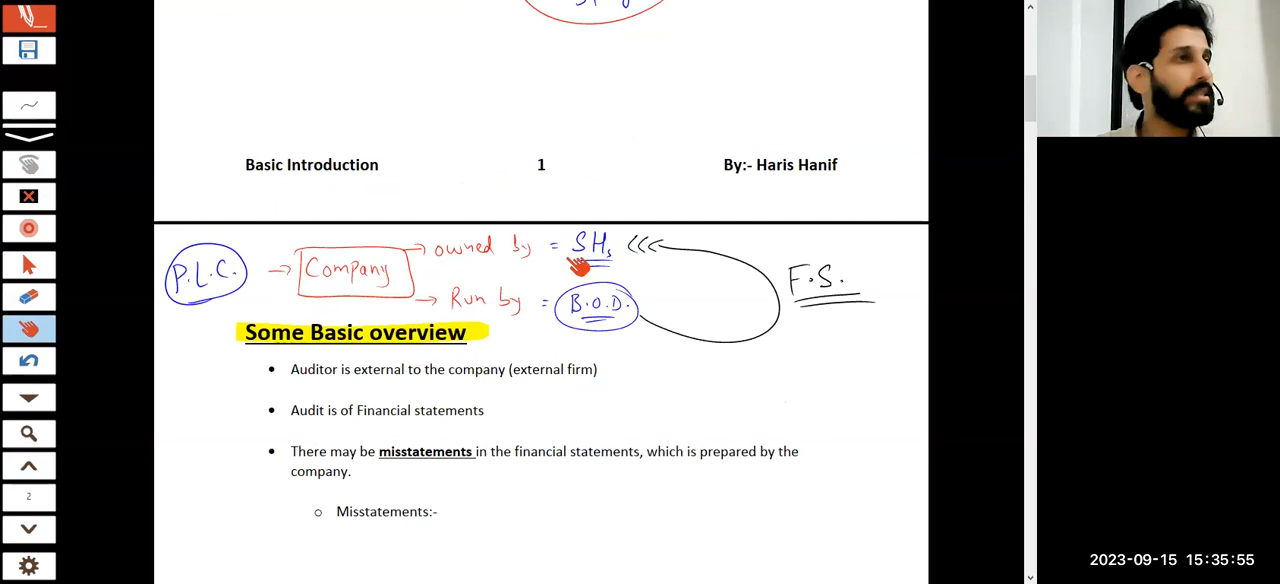 Basic Introduction 1 By:- Haris Hanif
P.L.C. → Company → owned by = SHs
→ Run by = B.O.D.
F.S.
Some Basic overview
• Auditor is external to the company (external firm)
• Audit is of Financial statements
• There may be misstatements in the financial statements, which is prepared by the
company.
o Misstatements:-
2
2023-09-15 15:35:55